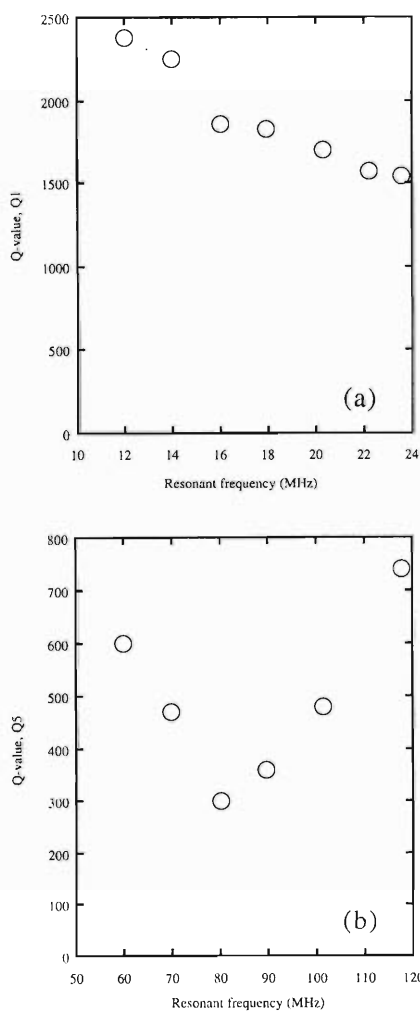 2500
2000
1500
1000
500
0
Q-value, Q1
(a)
10 12 14 16 18 20 22 24
Resonant frequency (MHz)
800
700
600
500
400
300
200
100
0
Q-value, Q5
(b)
50 60 70 80 90 100 110 120
Resonant frequency (MHz)